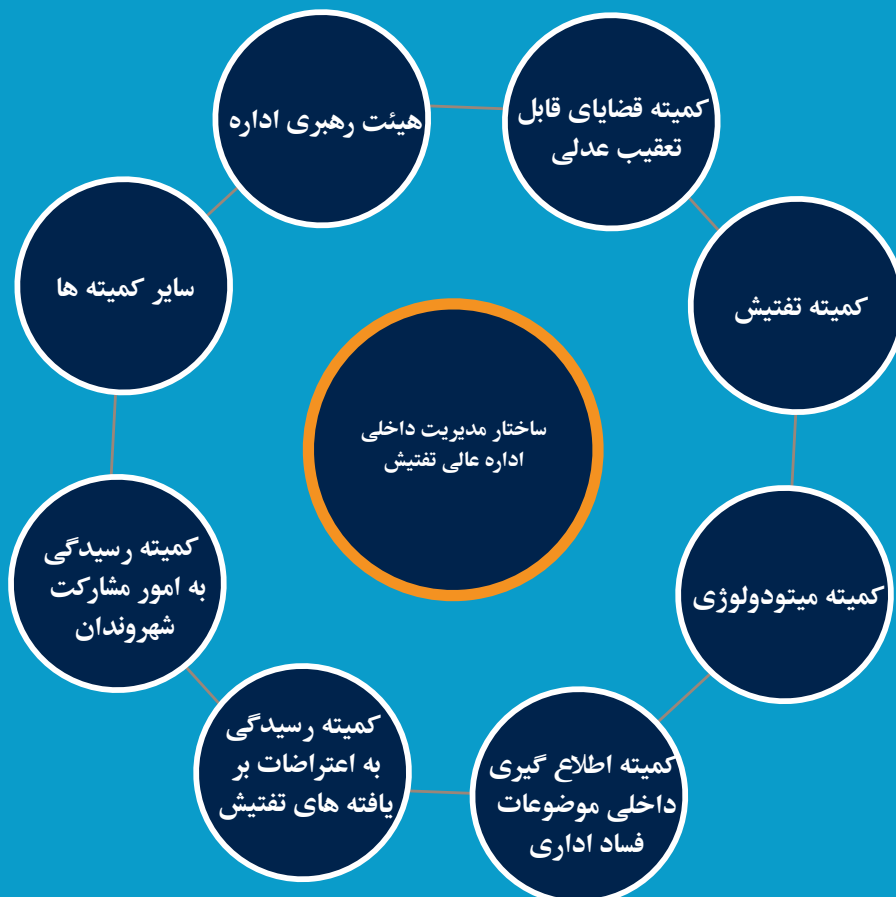 هیئت رهبری اداره
کمیته قضایای قابل
تعقیب عدلی
کمیته تفتیش
کمیته میتودولوژی
کمیته اطلاع گیری
داخلی موضوعات
فساد اداری
کمیته رسیدگی
به اعتراضات بر
یافته های تفتیش
کمیته رسیدگی
به امور مشارکت
شهروندان
سایر کمیته ها
ساختار مدیریت داخلی
اداره عالی تفتیش